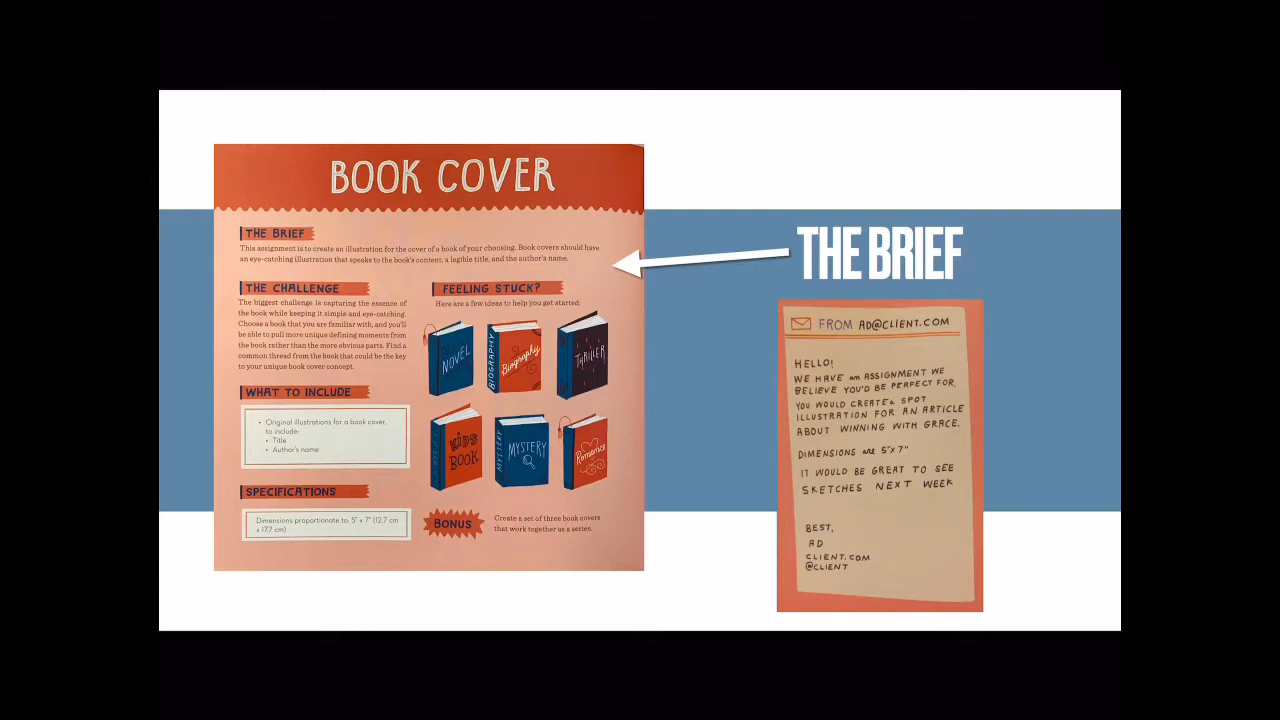 BOOK COVER
THE BRIEF
This assignment is to create an illustration for the cover of a book of your choosing. Book covers should have
an eye-catching illustration that speaks to the book's content, a legible title, and the author's name.
THE CHALLENGE
The biggest challenge is capturing the essence of
the book while keeping it simple and eye-catching.
Choose a book that you are familiar with, and you'll
be able to pull more unique defining moments from
the book rather than the more obvious parts. Find a
common thread from the book that could be the key
to your unique book cover concept.
WHAT TO INCLUDE
• Original illustrations for a book cover,
to include:
• Title
• Author's name
SPECIFICATIONS
Dimensions proportionate to: 5" x 7" (12.7 cm
x 17.7 cm)
FEELING STUCK?
Here are a few ideas to help you get started:
NOVEL
BIOGRAPHY
Biography
THRILLER
KIDS
BOOK
MYSTERY
MYSTERY
Romance
BONUS
Create a set of three book covers
that work together as a series.
THE BRIEF
FROM AD@CLIENT.COM
HELLO!
WE HAVE an ASSIGNMENT WE
BELIEVE YOU'D BE PERFECT FOR.
YOU WOULD CREATE a SPOT
ILLUSTRATION FOR AN ARTICLE
ABOUT WINNING WITH GRACE.
DIMENSIONS are 5"x 7"
IT WOULD BE GREAT TO SEE
SKETCHES NEXT WEEK
BEST,
AD
CLIENT.COM
@CLIENT